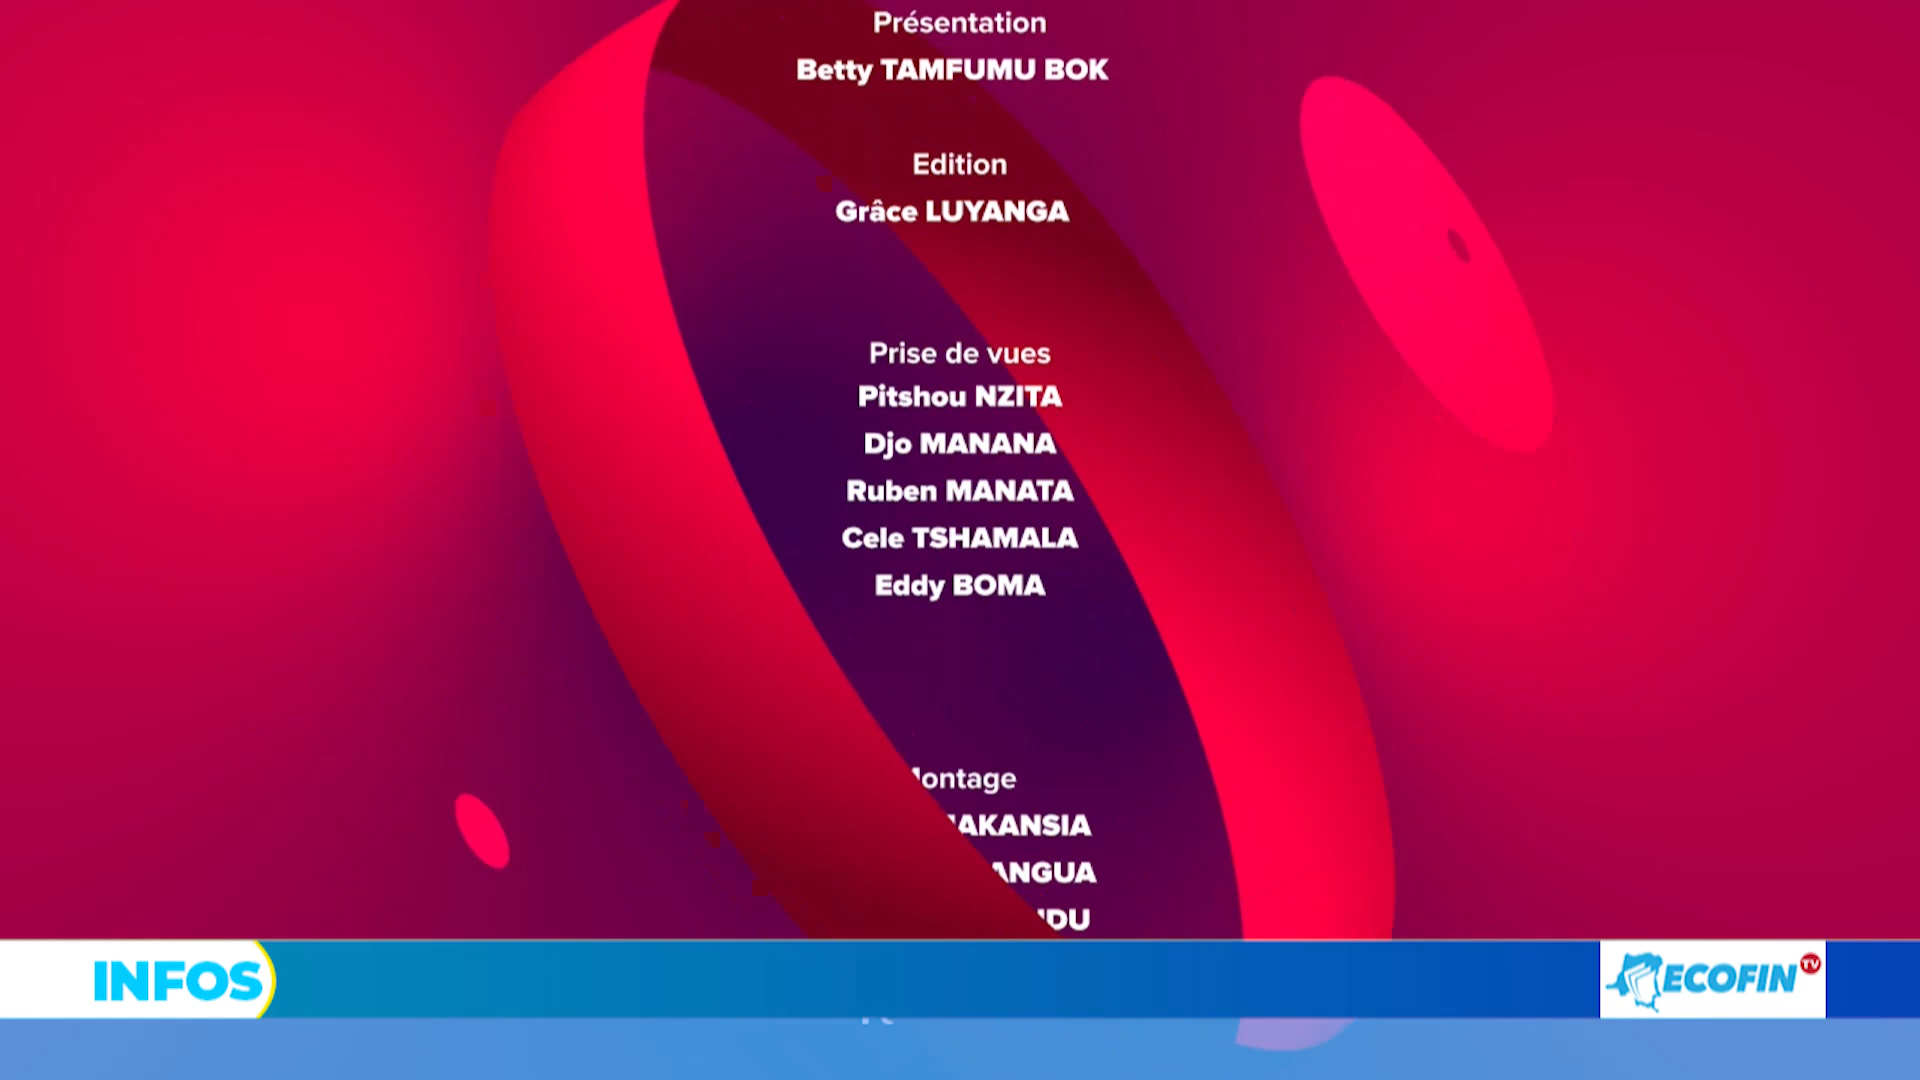 Présentation
Betty TAMFUMU BOK
Edition
Grâce LUYANGA
Prise de vues
Pitshou NZITA
Djo MANANA
Ruben MANATA
Cele TSHAMALA
Eddy BOMA
Montage
INFOS
ECOFIN TV